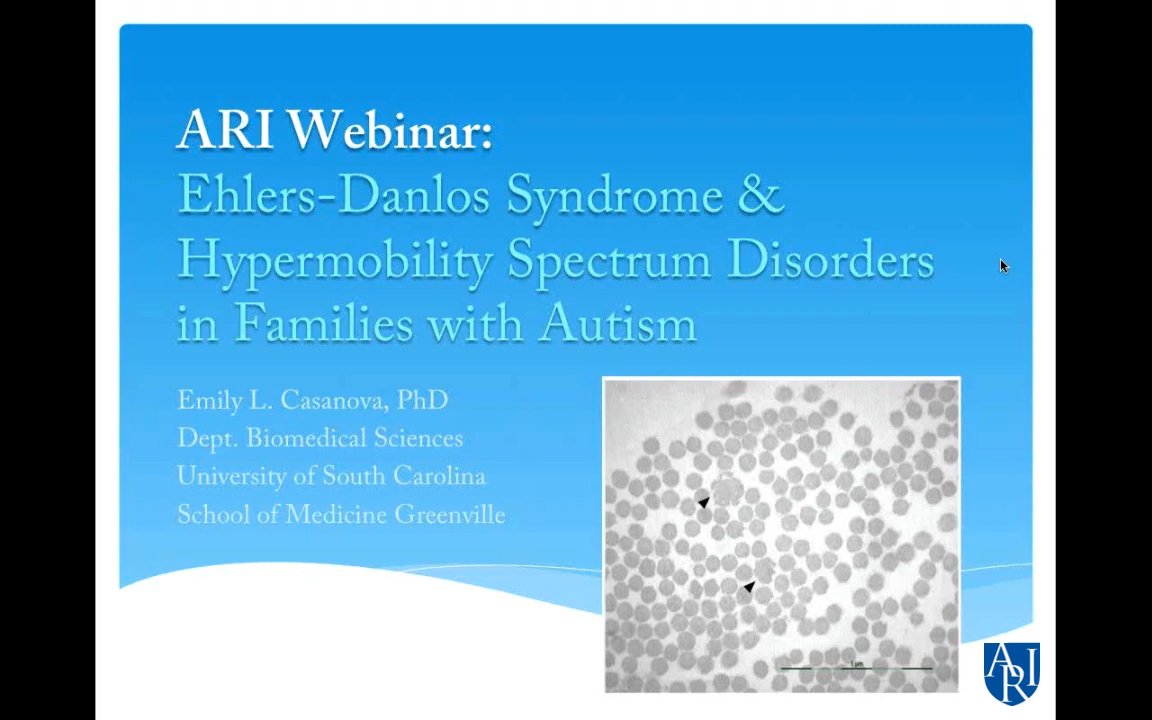 ARI Webinar:
Ehlers-Danlos Syndrome &
Hypermobility Spectrum Disorders
in Families with Autism
Emily L. Casanova, PhD
Dept. Biomedical Sciences
University of South Carolina
School of Medicine Greenville
1μm
ARI